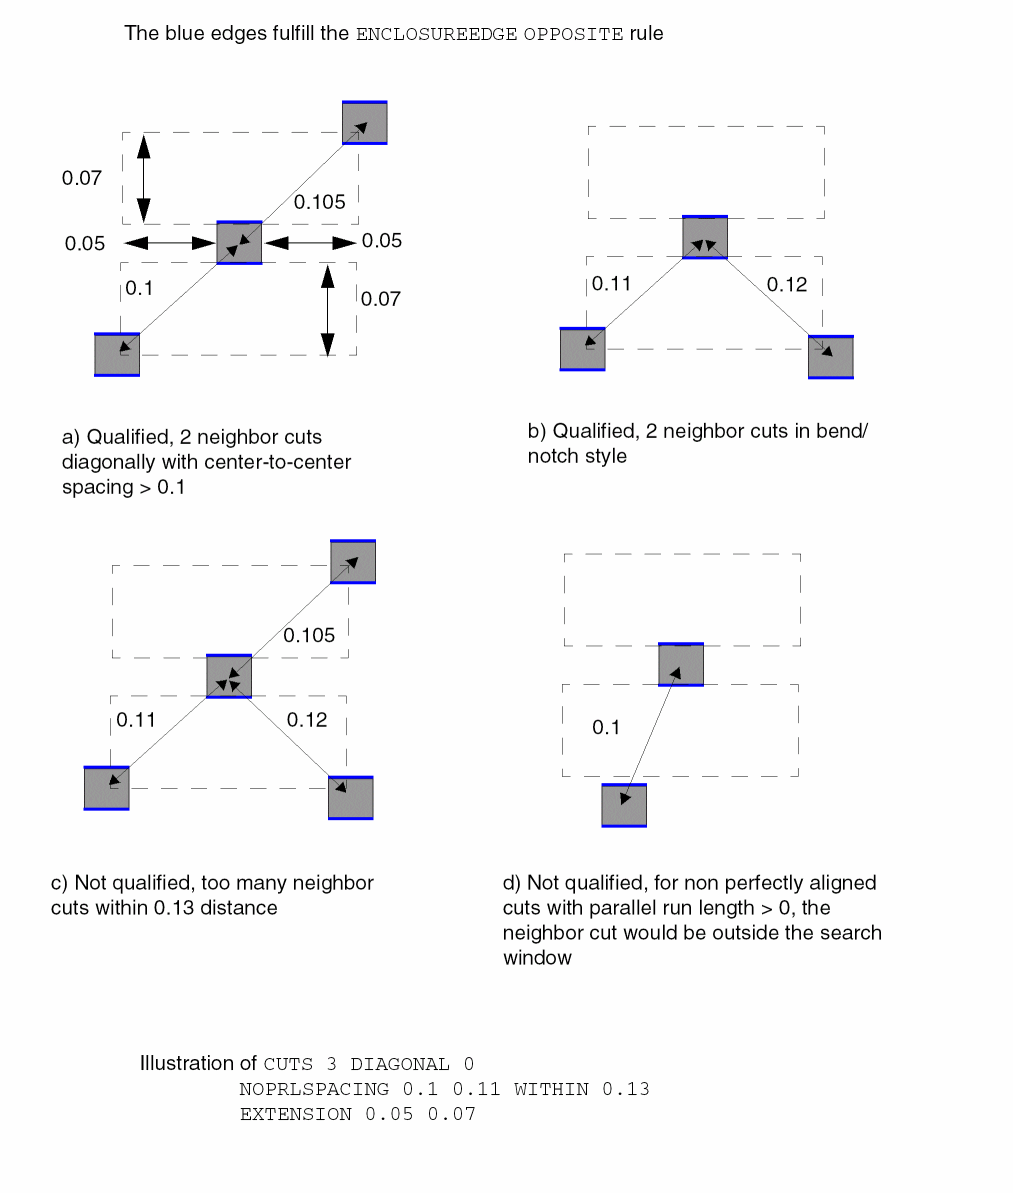 The blue edges fulfill the ENCLOSUREEDGE OPPOSITE rule
0.07
0.105
0.05
0.05
0.1
0.07
a) Qualified, 2 neighbor cuts
diagonally with center-to-center
spacing > 0.1
0.11
0.12
b) Qualified, 2 neighbor cuts in bend/
notch style
0.105
0.11
0.12
c) Not qualified, too many neighbor
cuts within 0.13 distance
0.1
d) Not qualified, for non perfectly aligned
cuts with parallel run length > 0, the
neighbor cut would be outside the search
window
Illustration of CUTS 3 DIAGONAL 0
NOPRLSPACING 0.1 0.11 WITHIN 0.13
EXTENSION 0.05 0.07